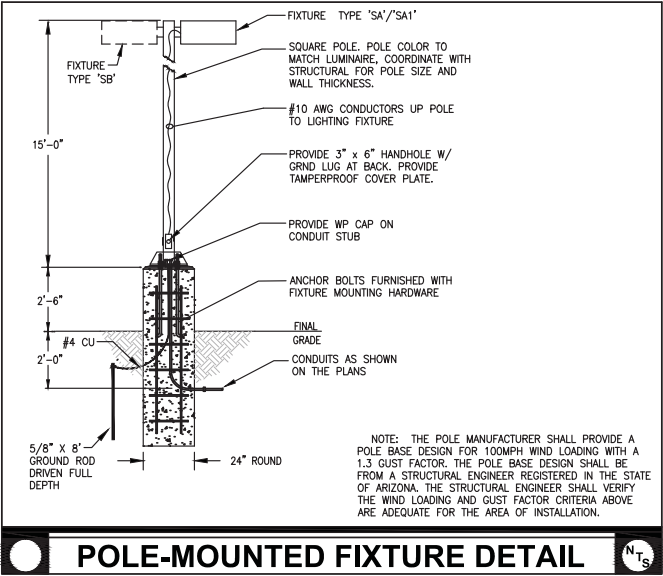 FIXTURE TYPE 'SA'/'SA1'
FIXTURE
TYPE 'SB'
SQUARE POLE. POLE COLOR TO
MATCH LUMINAIRE, COORDINATE WITH
STRUCTURAL FOR POLE SIZE AND
WALL THICKNESS.
#10 AWG CONDUCTORS UP POLE
TO LIGHTING FIXTURE
15'-0"
PROVIDE 3" x 6" HANDHOLE W/
GRND LUG AT BACK. PROVIDE
TAMPERPROOF COVER PLATE.
PROVIDE WP CAP ON
CONDUIT STUB
ANCHOR BOLTS FURNISHED WITH
FIXTURE MOUNTING HARDWARE
2'-6"
FINAL
GRADE
#4 CU
2'-0"
CONDUITS AS SHOWN
ON THE PLANS
5/8" X 8'
GROUND ROD
DRIVEN FULL
DEPTH
24" ROUND
NOTE: THE POLE MANUFACTURER SHALL PROVIDE A
POLE BASE DESIGN FOR 100MPH WIND LOADING WITH A
1.3 GUST FACTOR. THE POLE BASE DESIGN SHALL BE
FROM A STRUCTURAL ENGINEER REGISTERED IN THE STATE
OF ARIZONA. THE STRUCTURAL ENGINEER SHALL VERIFY
THE WIND LOADING AND GUST FACTOR CRITERIA ABOVE
ARE ADEQUATE FOR THE AREA OF INSTALLATION.
POLE-MOUNTED FIXTURE DETAIL
NTS